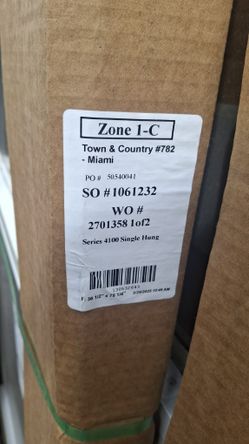 Zone 1-C
Town & Country #782
- Miami
PO # 50540041
SO #1061232
WO #
2701358 1of2
Series 4100 Single Hung